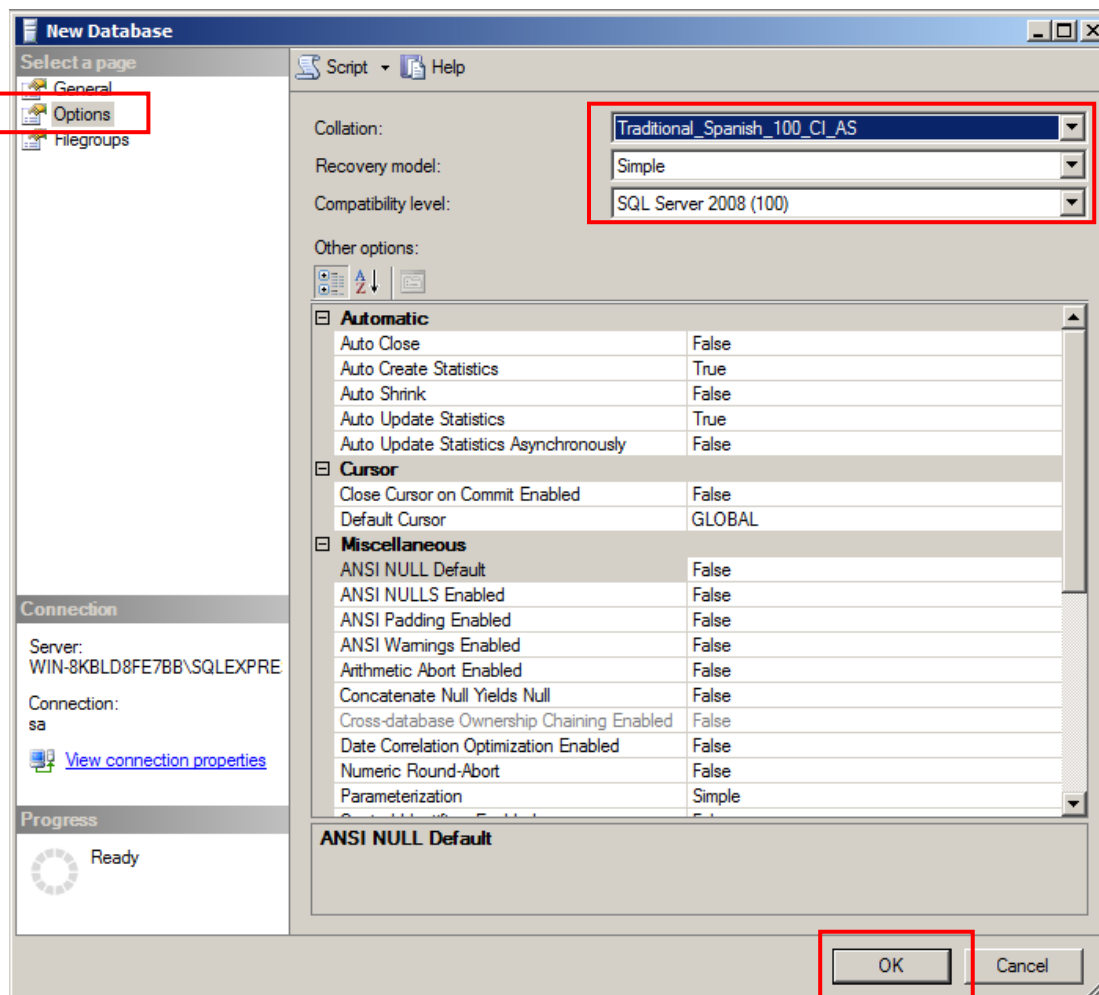 New Database
Select a page
General
Options
Filegroups
Script Help
Collation: Traditional_Spanish_100_CI_AS
Recovery model: Simple
Compatibility level: SQL Server 2008 (100)
Other options:
Automatic
Auto Close False
Auto Create Statistics True
Auto Shrink False
Auto Update Statistics True
Auto Update Statistics Asynchronously False
Cursor
Close Cursor on Commit Enabled False
Default Cursor GLOBAL
Miscellaneous
ANSI NULL Default False
ANSI NULLS Enabled False
ANSI Padding Enabled False
ANSI Warnings Enabled False
Arithmetic Abort Enabled False
Concatenate Null Yields Null False
Cross-database Ownership Chaining Enabled False
Date Correlation Optimization Enabled False
Numeric Round-Abort False
Parameterization Simple
ANSI NULL Default
Connection
Server:
WIN-8KBLD8FE7BB\SQLEXPRE
Connection:
sa
View connection properties
Progress
Ready
OK Cancel